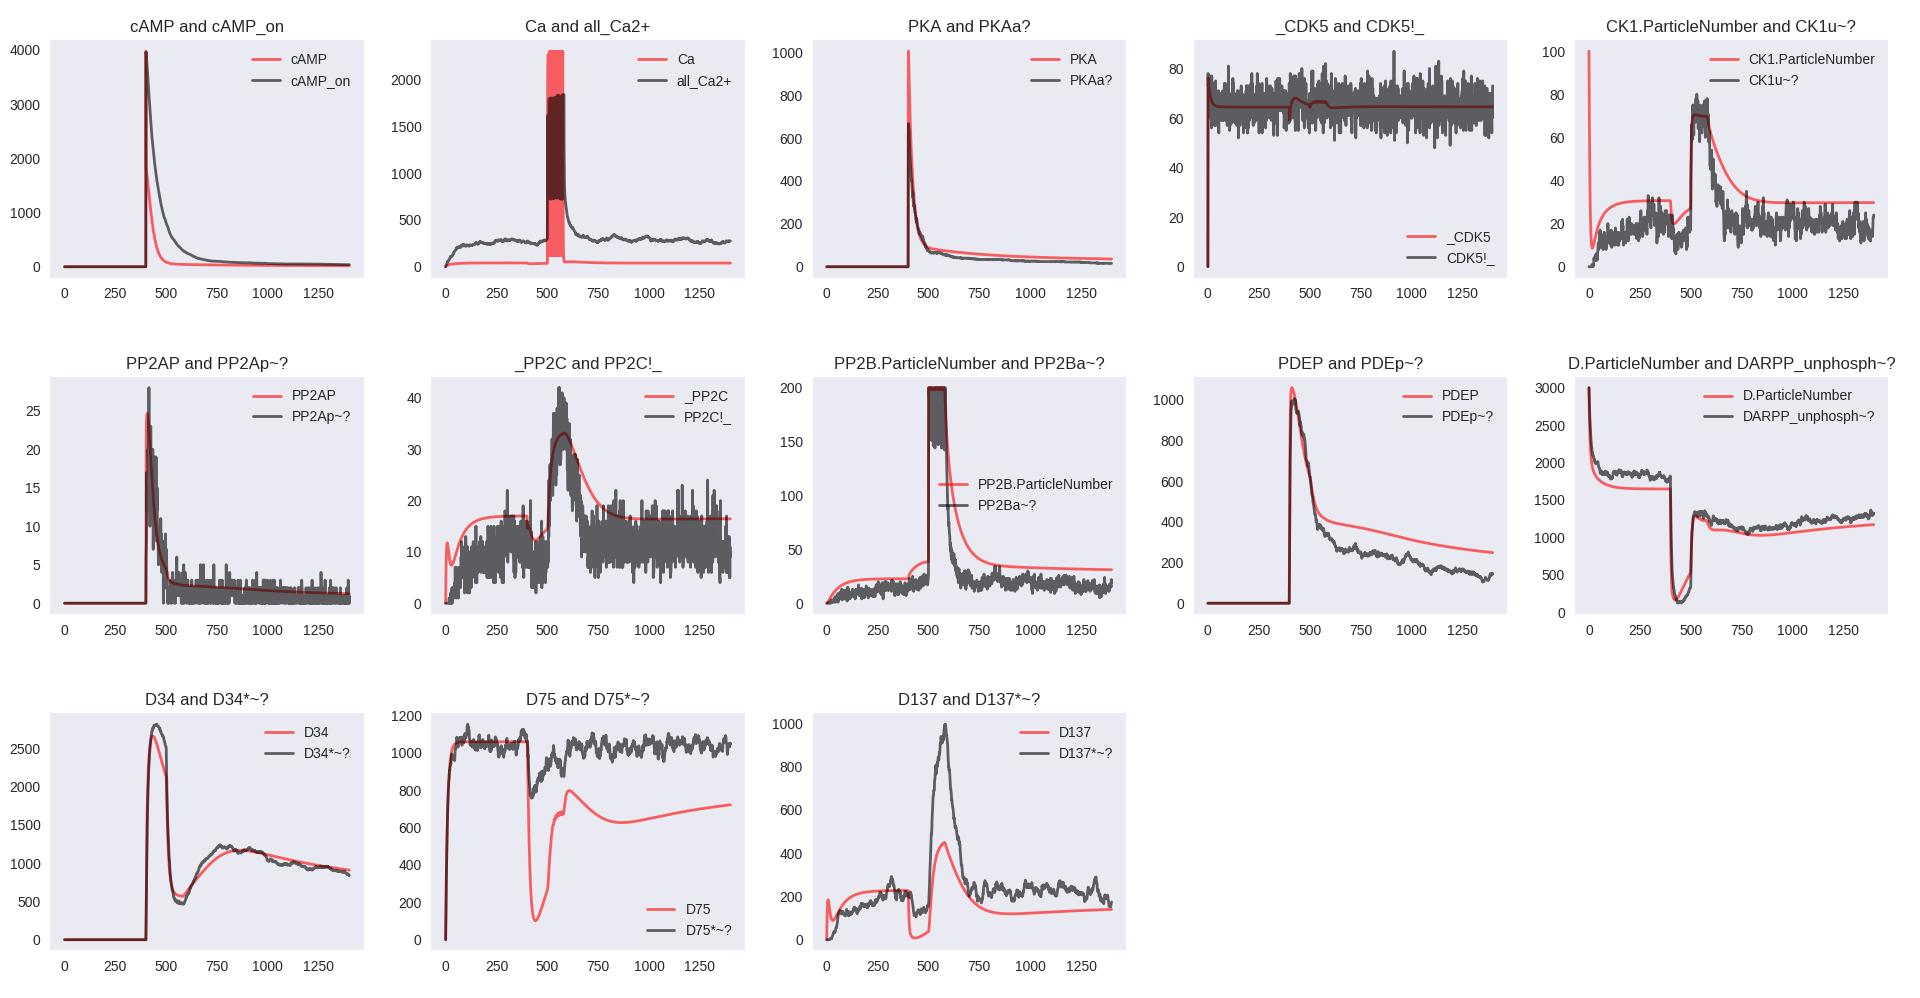 cAMP and cAMP_on
Ca and all_Ca2+
PKA and PKAa?
_CDK5 and CDK5!_
CK1.ParticleNumber and CK1u~?
4000
3000
2000
1000
0
cAMP
cAMP_on
0 250 500 750 1000 1250
2000
1500
1000
500
0
Ca
all_Ca2+
0 250 500 750 1000 1250
1000
800
600
400
200
0
PKA
PKAa?
0 250 500 750 1000 1250
80
60
40
20
0
_CDK5
CDK5!_
0 250 500 750 1000 1250
100
80
60
40
20
0
CK1.ParticleNumber
CK1u~?
0 250 500 750 1000 1250
PP2AP and PP2Ap~?
_PP2C and PP2C!_
PP2B.ParticleNumber and PP2Ba~?
PDEP and PDEp~?
D.ParticleNumber and DARPP_unphosph~?
25
20
15
10
5
0
PP2AP
PP2Ap~?
0 250 500 750 1000 1250
40
30
20
10
0
_PP2C
PP2C!_
0 250 500 750 1000 1250
200
150
100
50
0
PP2B.ParticleNumber
PP2Ba~?
0 250 500 750 1000 1250
1000
800
600
400
200
0
PDEP
PDEp~?
0 250 500 750 1000 1250
3000
2500
2000
1500
1000
500
0
D.ParticleNumber
DARPP_unphosph~?
0 250 500 750 1000 1250
D34 and D34*~?
D75 and D75*~?
D137 and D137*~?
2500
2000
1500
1000
500
0
D34
D34*~?
0 250 500 750 1000 1250
1200
1000
800
600
400
200
0
D75
D75*~?
0 250 500 750 1000 1250
1000
800
600
400
200
0
D137
D137*~?
0 250 500 750 1000 1250